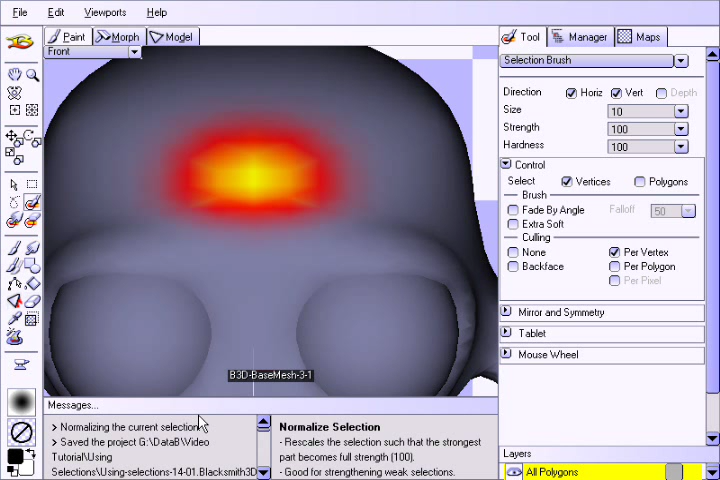 File Edit Viewports Help
Paint Morph Model
Tool Manager Maps
Front
Selection Brush
Direction Horiz Vert Depth
Size 10
Strength 100
Hardness 100
Control
Select Vertices Polygons
Brush
Fade By Angle Falloff 50
Extra Soft
Culling
None Per Vertex
Backface Per Polygon
Per Pixel
Mirror and Symmetry
Tablet
Mouse Wheel
B3D-BaseMesh-3-1
Messages...
> Normalizing the current selection
> Saved the project G:\DataB\Video
Tutorial\Using
Selections\Using-selections-14-01.Blacksmith3D
Normalize Selection
- Rescales the selection such that the strongest
part becomes full strength (100).
- Good for strengthening weak selections.
Layers
All Polygons